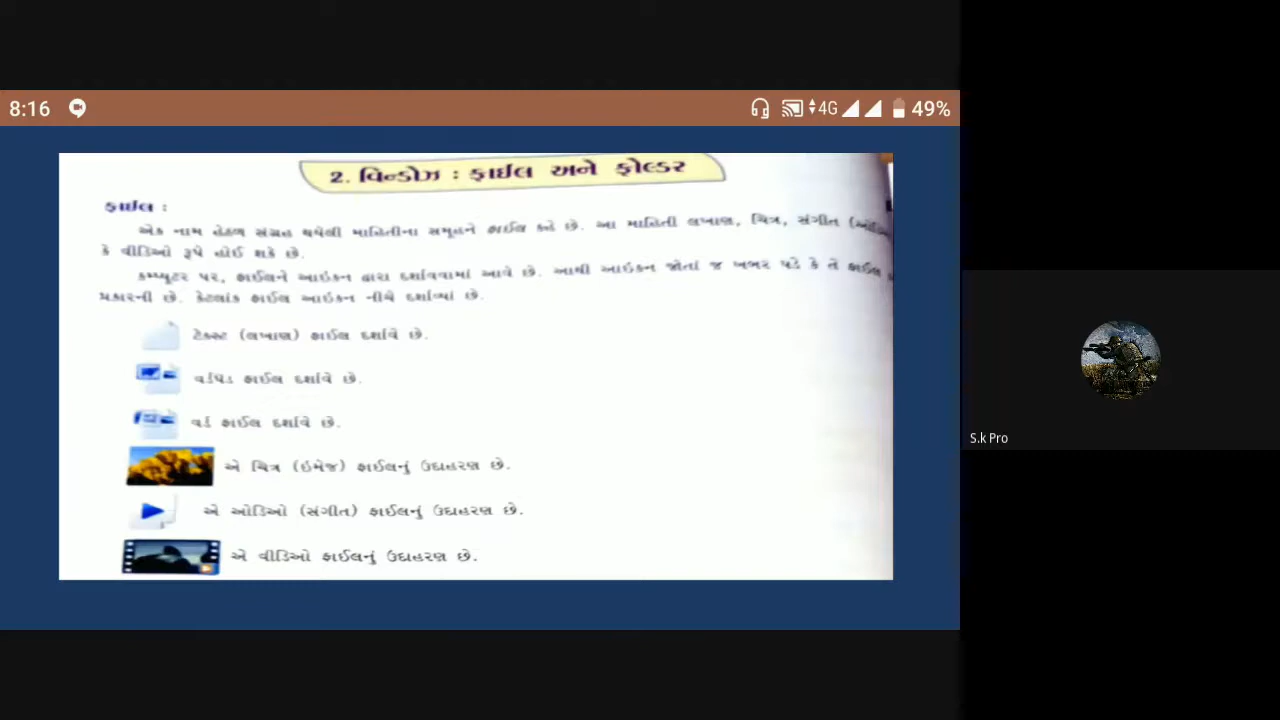 8:16
4G
49%
2. વિન્ડોઝ : ફાઈલ અને ફોલ્ડર
ફાઈલ :
એક નામ હેઠળ સંગ્રહ થયેલી માહિતીના સમૂહને ફાઈલ કહે છે. આ માહિતી લખાણ, ચિત્ર, સંગીત
કે વીડિઓ રૂપે હોઈ શકે છે.
કમ્પ્યુટર પર, ફાઈલને આઇકન દ્વારા દર્શાવવામાં આવે છે. આથી આઇકન જોતાં જ ખબર પડે કે તે ફાઈલ
પ્રકારની છે. કેટલાંક ફાઈલ આઇકન નીચે દર્શાવ્યાં છે.
ટેક્સ્ટ (લખાણ) ફાઈલ દર્શાવે છે.
વર્ડપેડ ફાઈલ દર્શાવે છે.
વર્ડ ફાઈલ દર્શાવે છે.
એ ચિત્ર (ઇમેજ) ફાઈલનું ઉદાહરણ છે.
એ ઓડિઓ (સંગીત) ફાઈલનું ઉદાહરણ છે.
એ વીડિઓ ફાઈલનું ઉદાહરણ છે.
S.k Pro